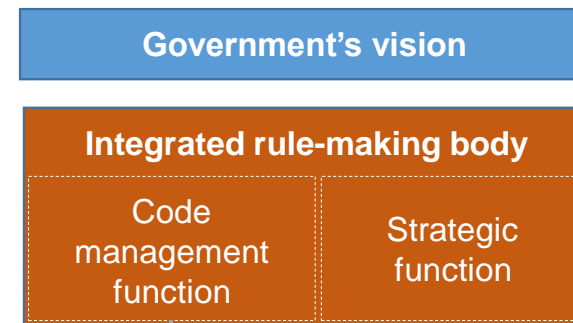 Government’s vision
Integrated rule-making body
Code
management
function
Strategic
function